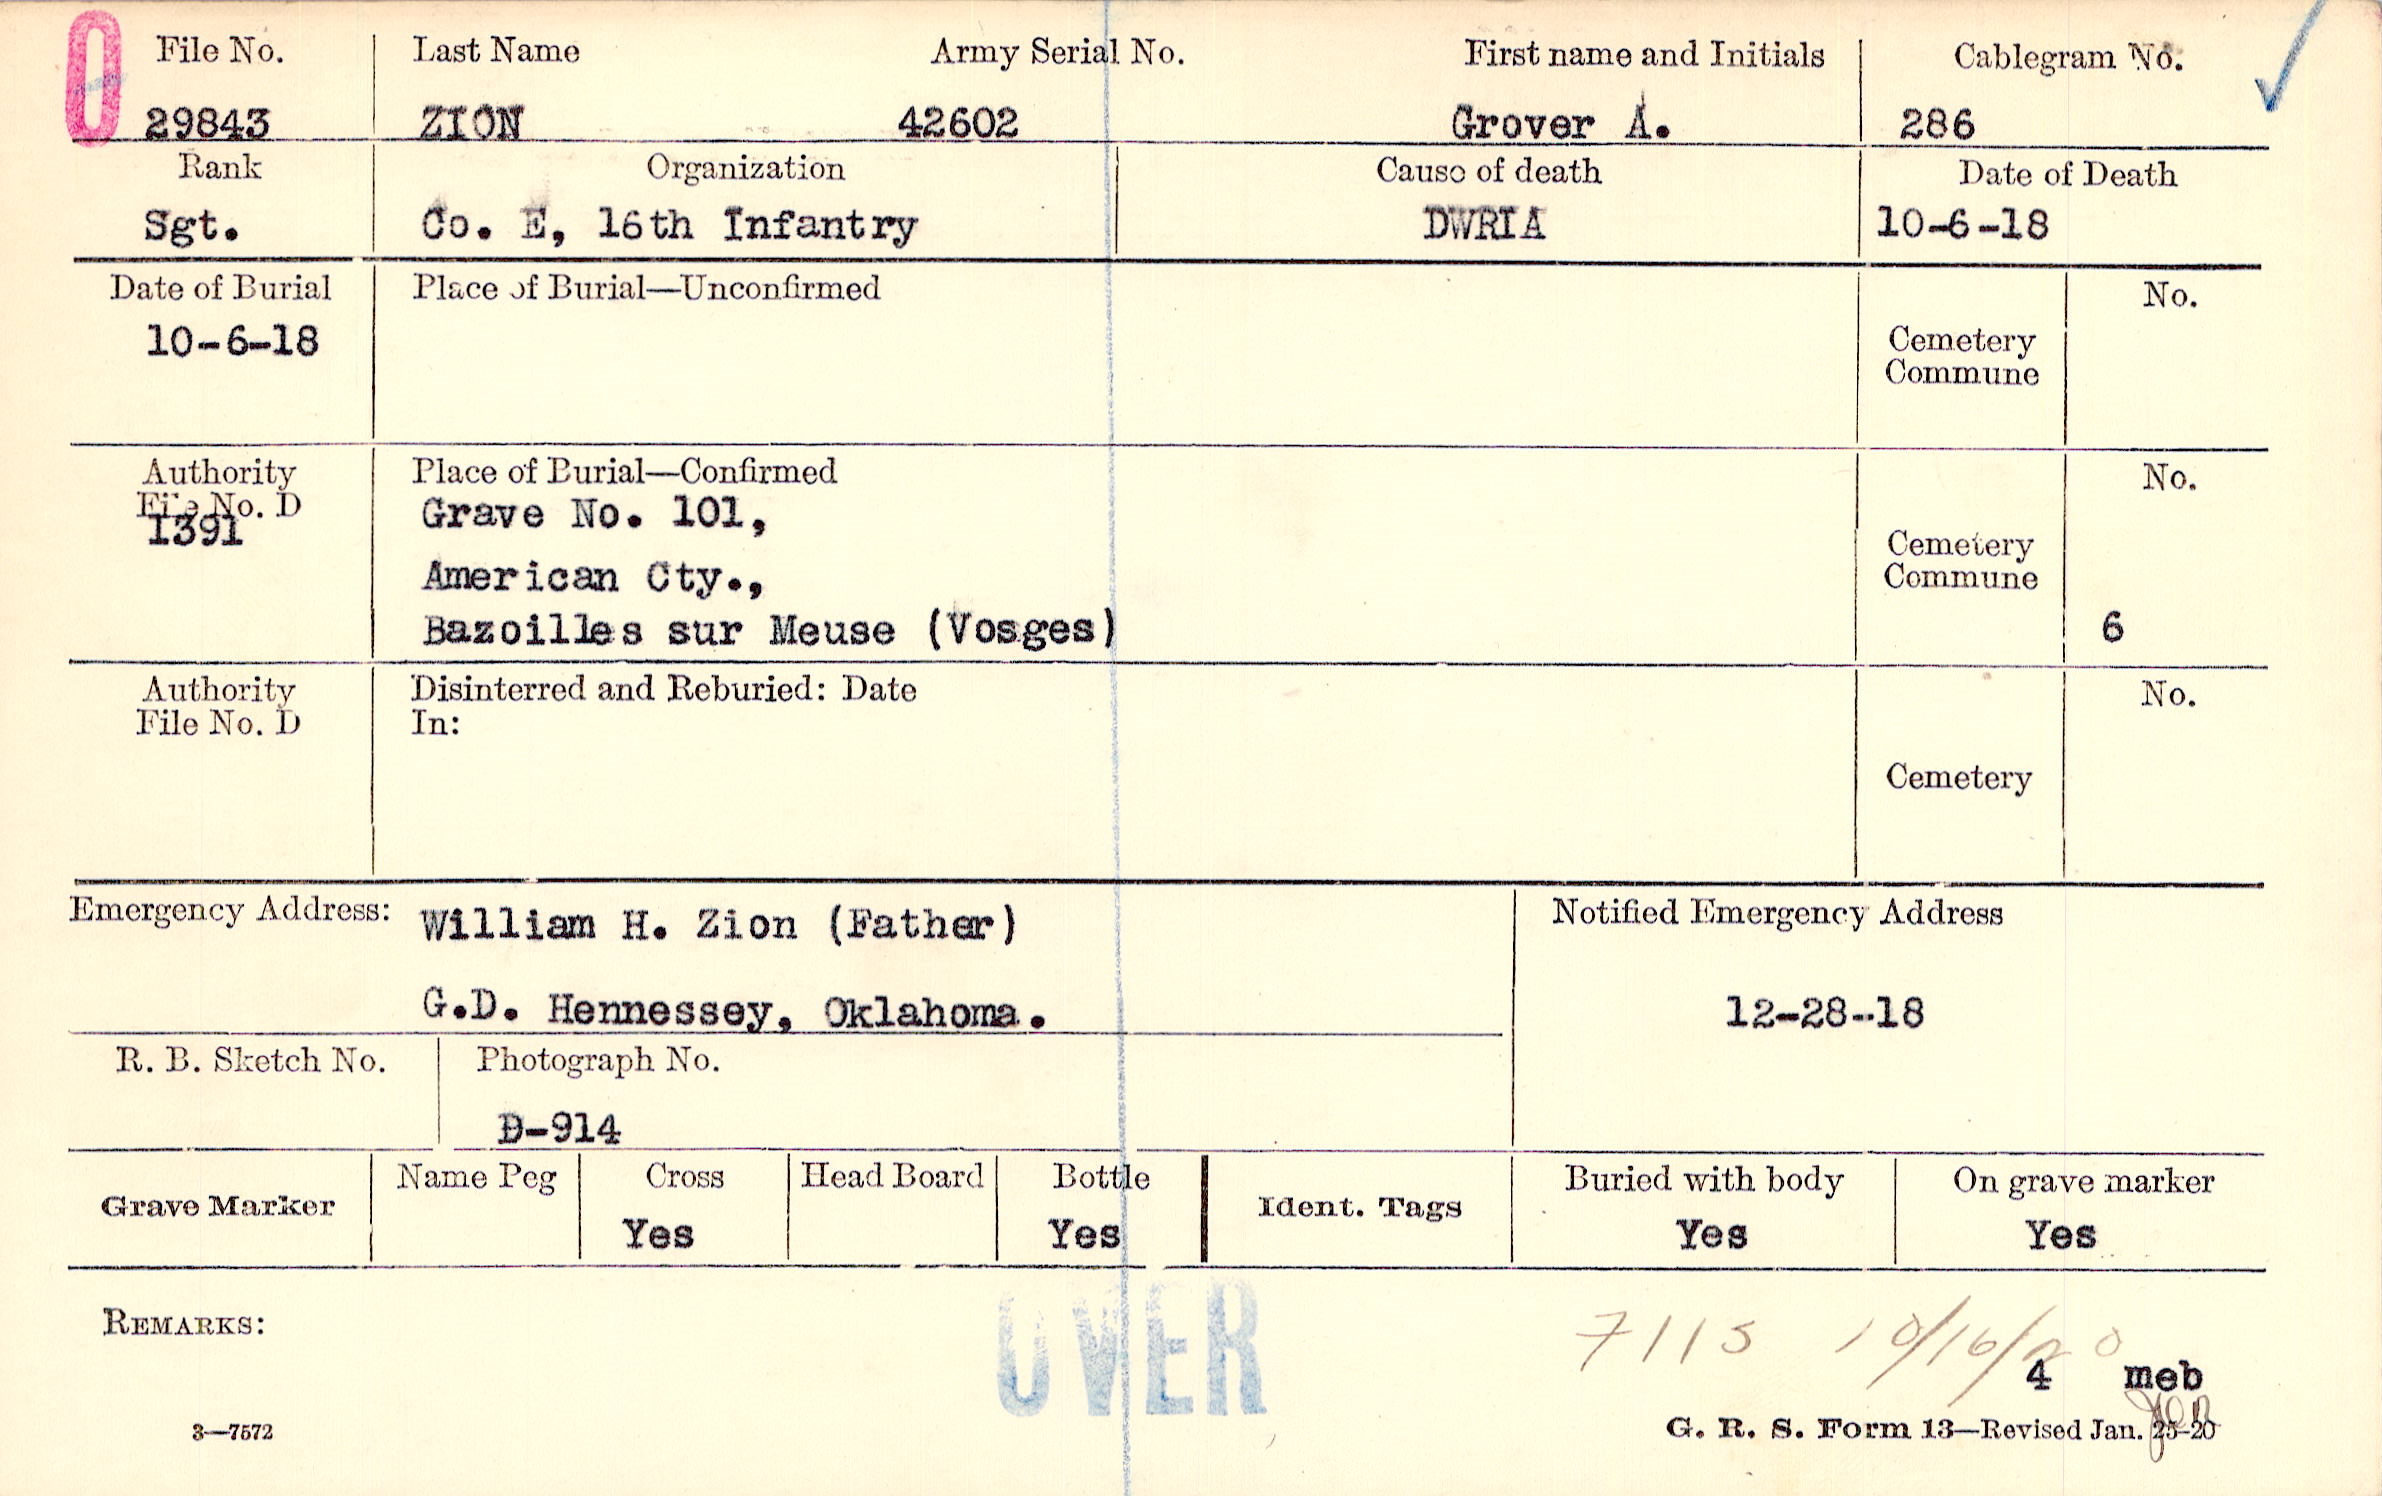 0
File No. Last Name Army Serial No. First name and Initials Cablegram No.
29843 ZION 42602 Grover A. 286
Rank Organization Cause of death Date of Death
Sgt. Co. E, 16th Infantry DWRIA 10-6-18
Date of Burial Place of Burial—Unconfirmed No.
10-6-18
Cemetery
Commune
Authority Place of Burial—Confirmed No.
File No. D
1391
Grave No. 101,
American Cty.,
Bazoilles sur Meuse (Vosges)
Cemetery
Commune
6
Authority Disinterred and Reburied: Date No.
File No. D In:
Cemetery
Emergency Address: William H. Zion (Father)
G.D. Hennessey, Oklahoma.
Notified Emergency Address
12-28-18
R. B. Sketch No. Photograph No.
D-914
Grave Marker Name Peg Cross Head Board Bottle Ident. Tags Buried with body On grave marker
Yes Yes Yes Yes
REMARKS:
OVER
7113 10/16/20
4 meb
3—7572
G. R. S. Form 13—Revised Jan. 25-20